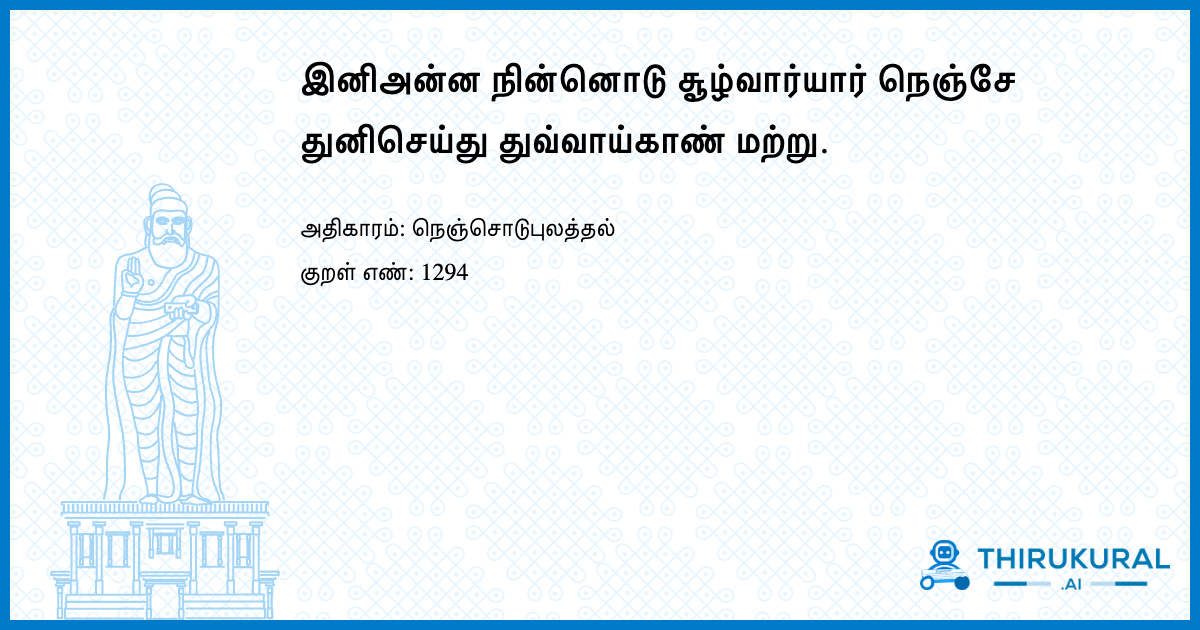 இனிஅன்ன நின்னொடு சூழ்வார்யார் நெஞ்சே
துனிசெய்து துவ்வாய்காண் மற்று.
அதிகாரம்: நெஞ்சொடுபுலத்தல்
குறள் எண்: 1294
THIRUKURAL
.AI